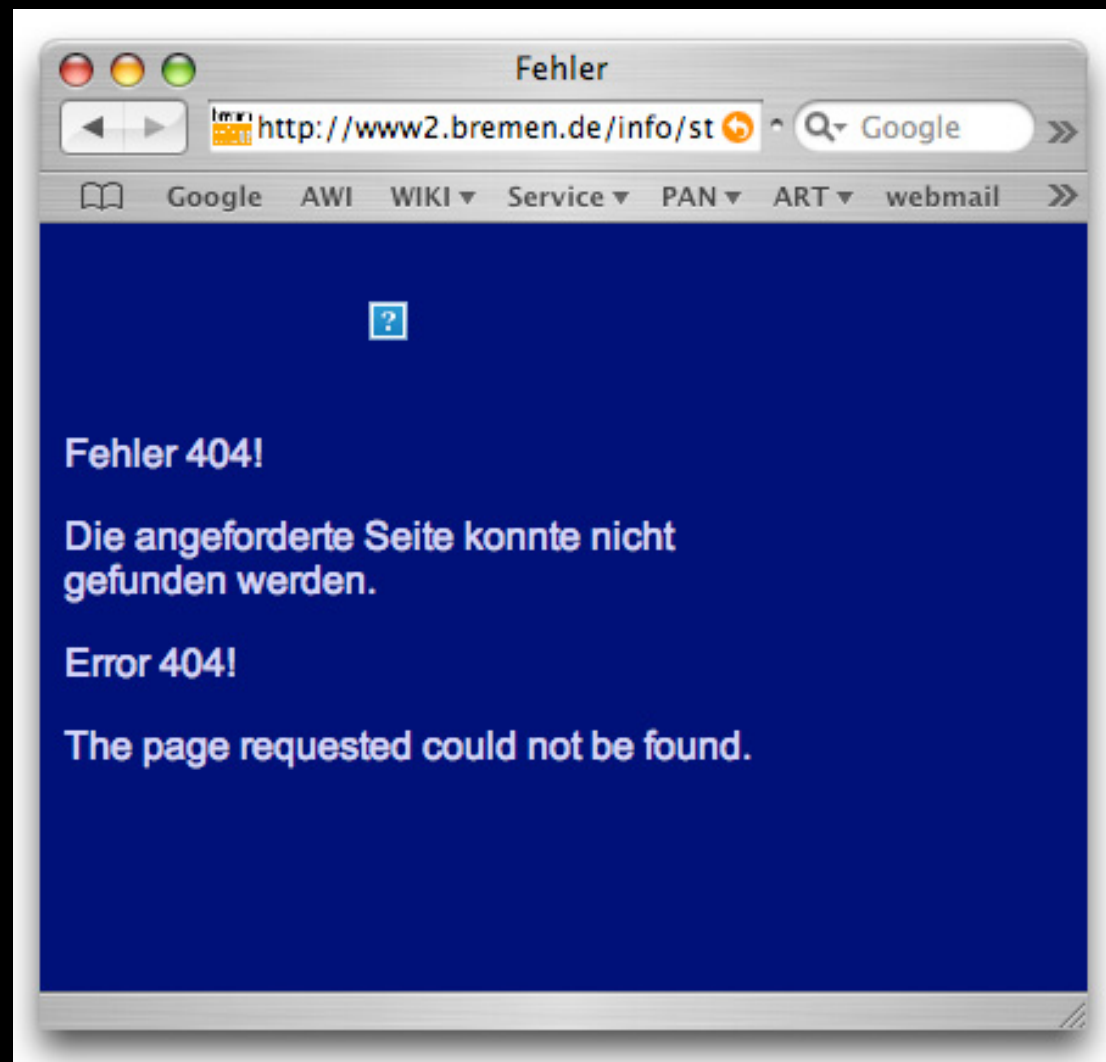 Fehler
http://www2.bremen.de/info/st
Google
Google AWI WIKI Service PAN ART webmail
?
Fehler 404!
Die angeforderte Seite konnte nicht
gefunden werden.
Error 404!
The page requested could not be found.